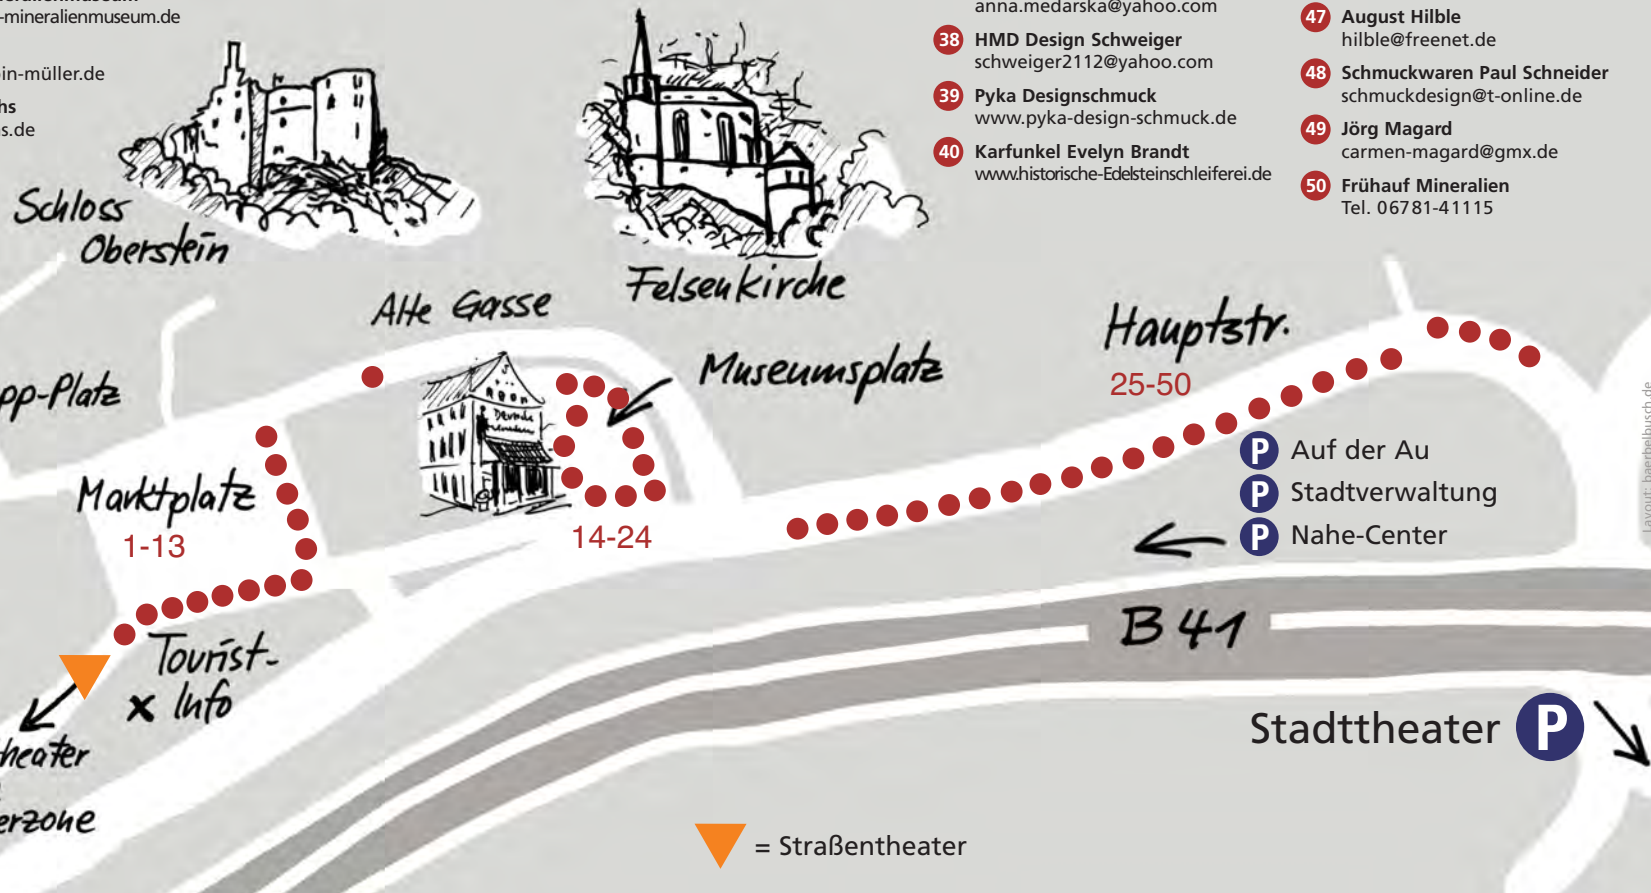 -mineralienmuseum.de
in-müller.de
hs
s.de
anna.medarska@yahoo.com
38 HMD Design Schweiger
schweiger2112@yahoo.com
39 Pyka Designschmuck
www.pyka-design-schmuck.de
40 Karfunkel Evelyn Brandt
www.historische-Edelsteinschleiferei.de
47 August Hilble
hilble@freenet.de
48 Schmuckwaren Paul Schneider
schmuckdesign@t-online.de
49 Jörg Magard
carmen-magard@gmx.de
50 Frühauf Mineralien
Tel. 06781-41115
Schloss
Oberstein
Felsenkirche
Alte Gasse
Museumsplatz
Hauptstr.
25-50
pp-Platz
Marktplatz
1-13
14-24
P Auf der Au
P Stadtverwaltung
P Nahe-Center
B 41
Tourist-
x Info
heater
erzone
Stadttheater P
= Straßentheater
Layout: baerbelbusch.de